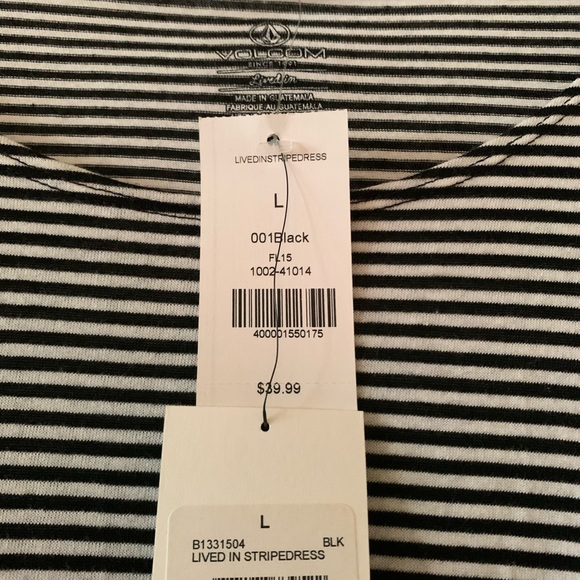 VOLCOM
SINCE 1991
Lived in
MADE IN GUATEMALA
FABRIQUE AU GUATEMALA
LIVEDINSTRIPEDRESS
L
001Black
FL15
1002-41014
400001550175
$39.99
L
B1331504 BLK
LIVED IN STRIPEDRESS